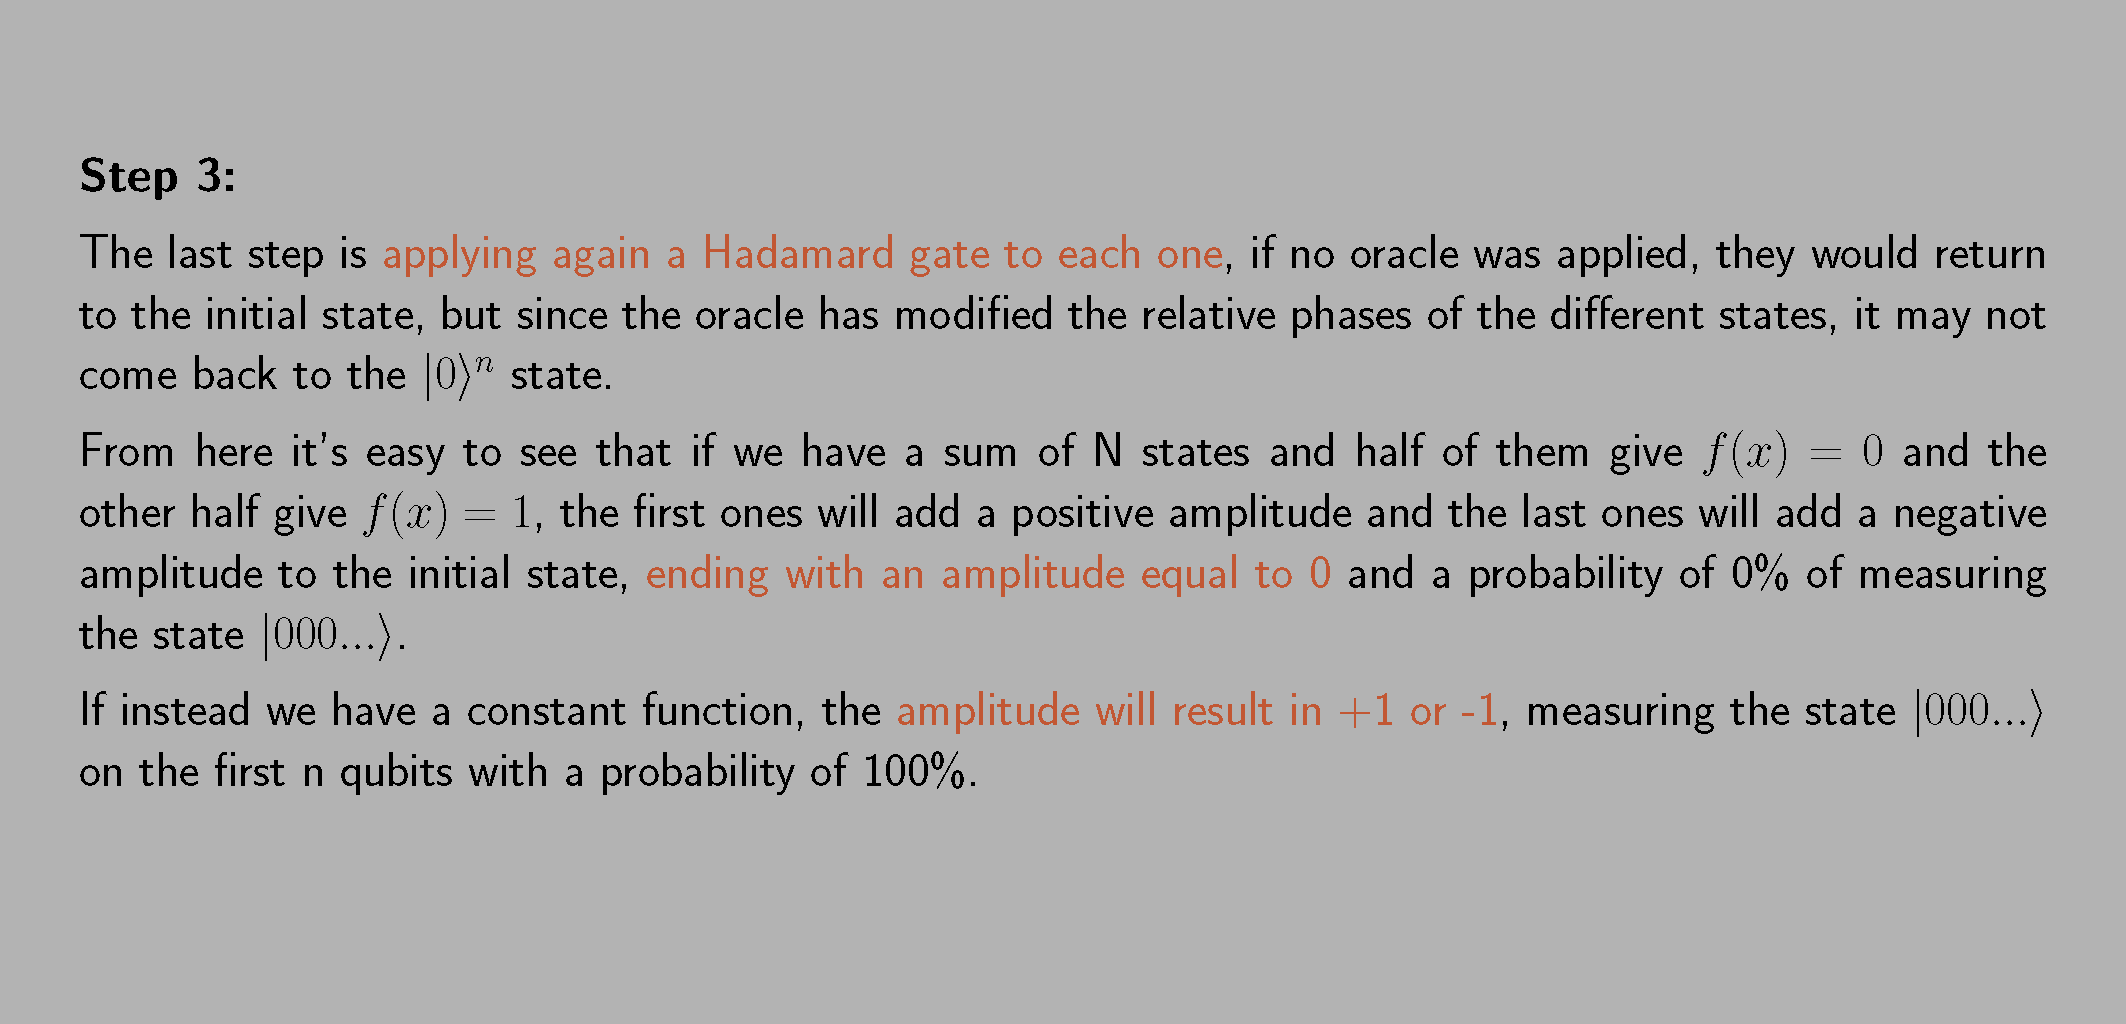 Step 3:
The last step is applying again a Hadamard gate to each one, if no oracle was applied, they would return
to the initial state, but since the oracle has modified the relative phases of the different states, it may not
come back to the |0⟩ⁿ state.
From here it's easy to see that if we have a sum of N states and half of them give f(x) = 0 and the
other half give f(x) = 1, the first ones will add a positive amplitude and the last ones will add a negative
amplitude to the initial state, ending with an amplitude equal to 0 and a probability of 0% of measuring
the state |000...⟩.
If instead we have a constant function, the amplitude will result in +1 or -1, measuring the state |000...⟩
on the first n qubits with a probability of 100%.